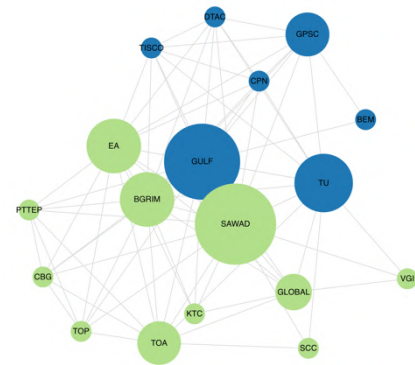 DTAC
GPSC
TISCO
CPN
BEM
EA
GULF
TU
BGRIM
PTTEP
SAWAD
CBG
VGI
GLOBAL
KTC
TOP
TOA
SCC